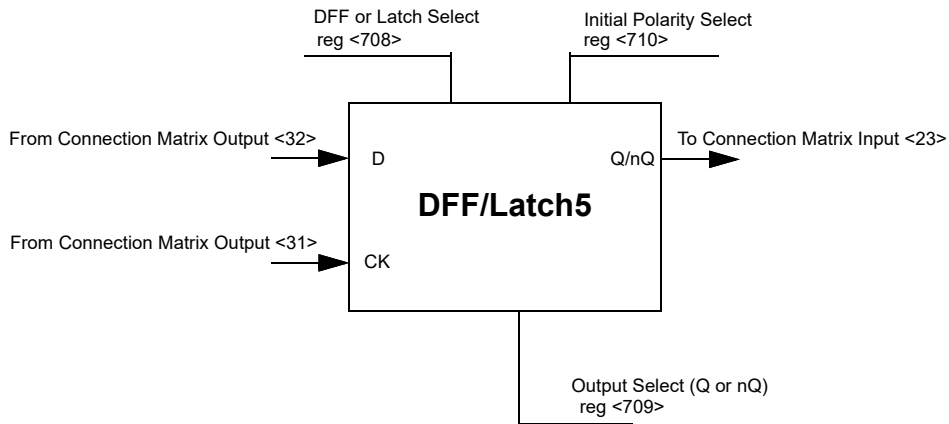 DFF or Latch Select
reg <708>
Initial Polarity Select
reg <710>
From Connection Matrix Output <32>
D
Q/nQ
To Connection Matrix Input <23>
DFF/Latch5
From Connection Matrix Output <31>
CK
Output Select (Q or nQ)
reg <709>